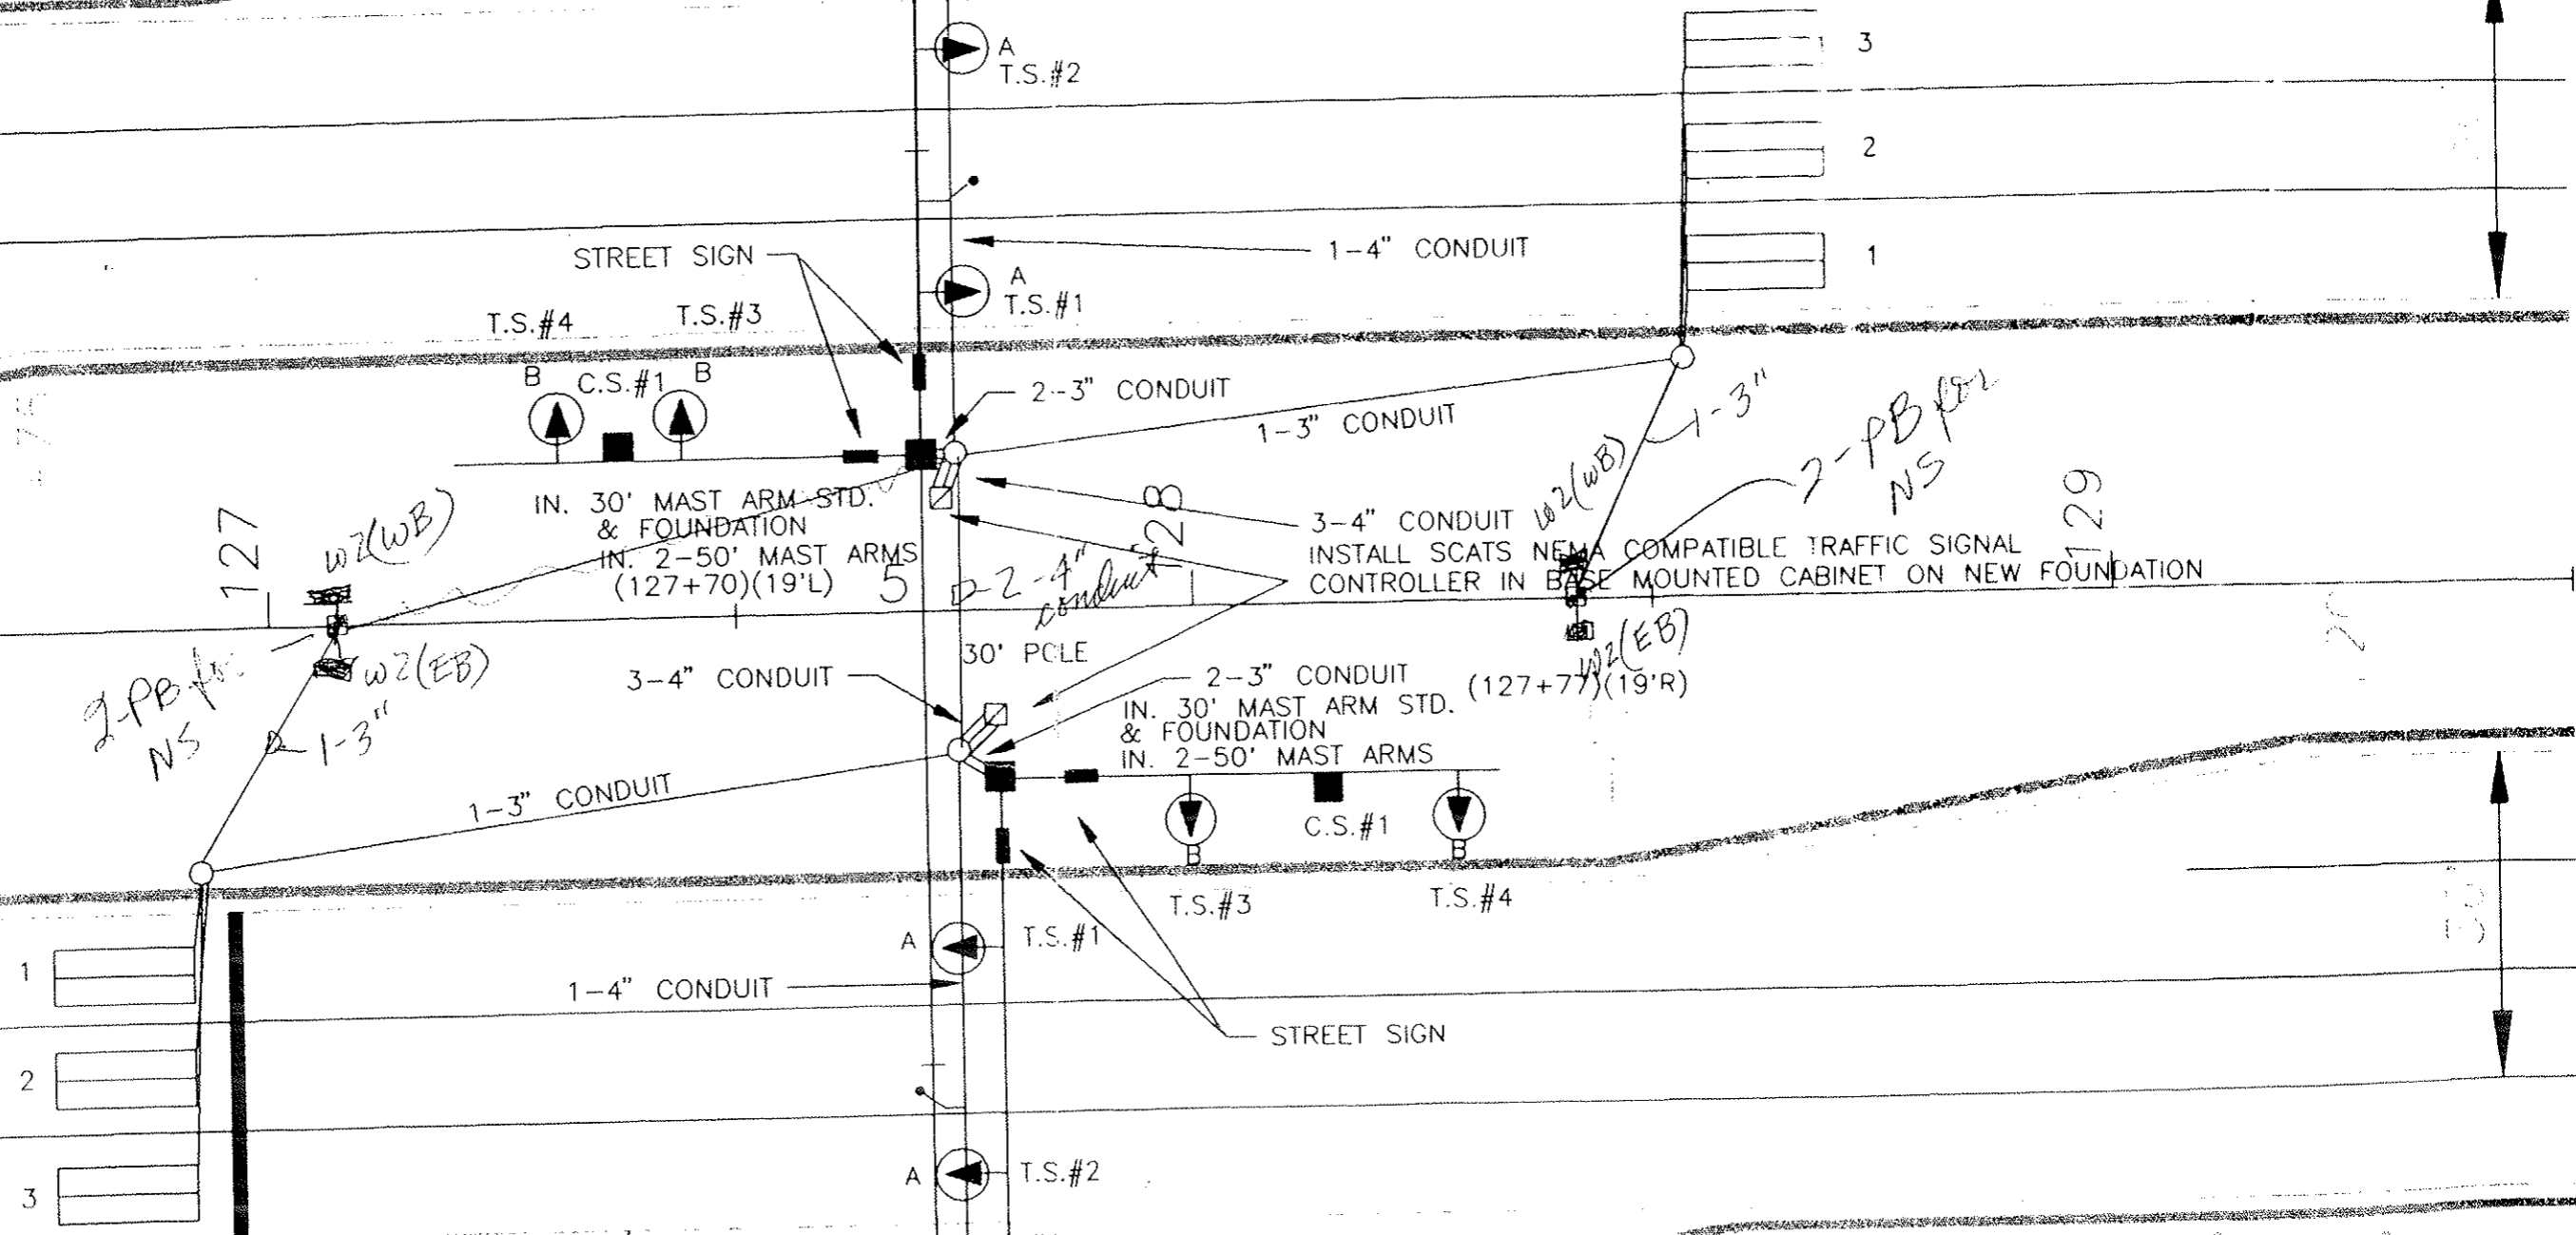 A
T.S.#2
3
2
STREET SIGN
1-4" CONDUIT
1
A
T.S.#1
T.S.#4
T.S.#3
B
C.S.#1
B
2-3" CONDUIT
1-3" CONDUIT
1-3"
2-PB for
NS
w2(WB)
127
w2(WB)
IN. 30' MAST ARM STD.
& FOUNDATION
IN. 2-50' MAST ARMS
(127+70)(19'L)
5
2-4"
conduit
128
3-4" CONDUIT
INSTALL SCATS NEMA COMPATIBLE TRAFFIC SIGNAL
CONTROLLER IN BASE MOUNTED CABINET ON NEW FOUNDATION
129
w2(EB)
w2(EB)
2-PB for
NS
1-3"
30' POLE
3-4" CONDUIT
2-3" CONDUIT
(127+77)(19'R)
IN. 30' MAST ARM STD.
& FOUNDATION
IN. 2-50' MAST ARMS
1-3" CONDUIT
C.S.#1
B
B
T.S.#3
T.S.#4
A
T.S.#1
1
1-4" CONDUIT
STREET SIGN
2
A
T.S.#2
3